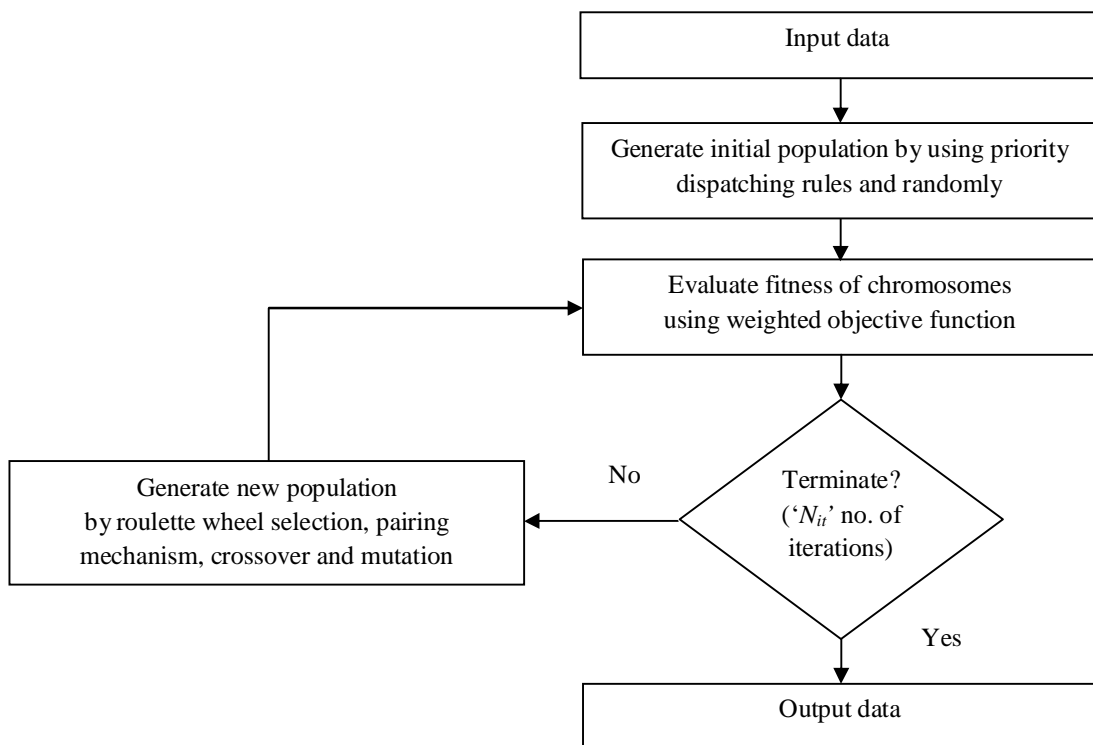 Input data
Generate initial population by using priority
dispatching rules and randomly
Evaluate fitness of chromosomes
using weighted objective function
No
Terminate?
(‘Nit’ no. of
iterations)
Generate new population
by roulette wheel selection, pairing
mechanism, crossover and mutation
Yes
Output data